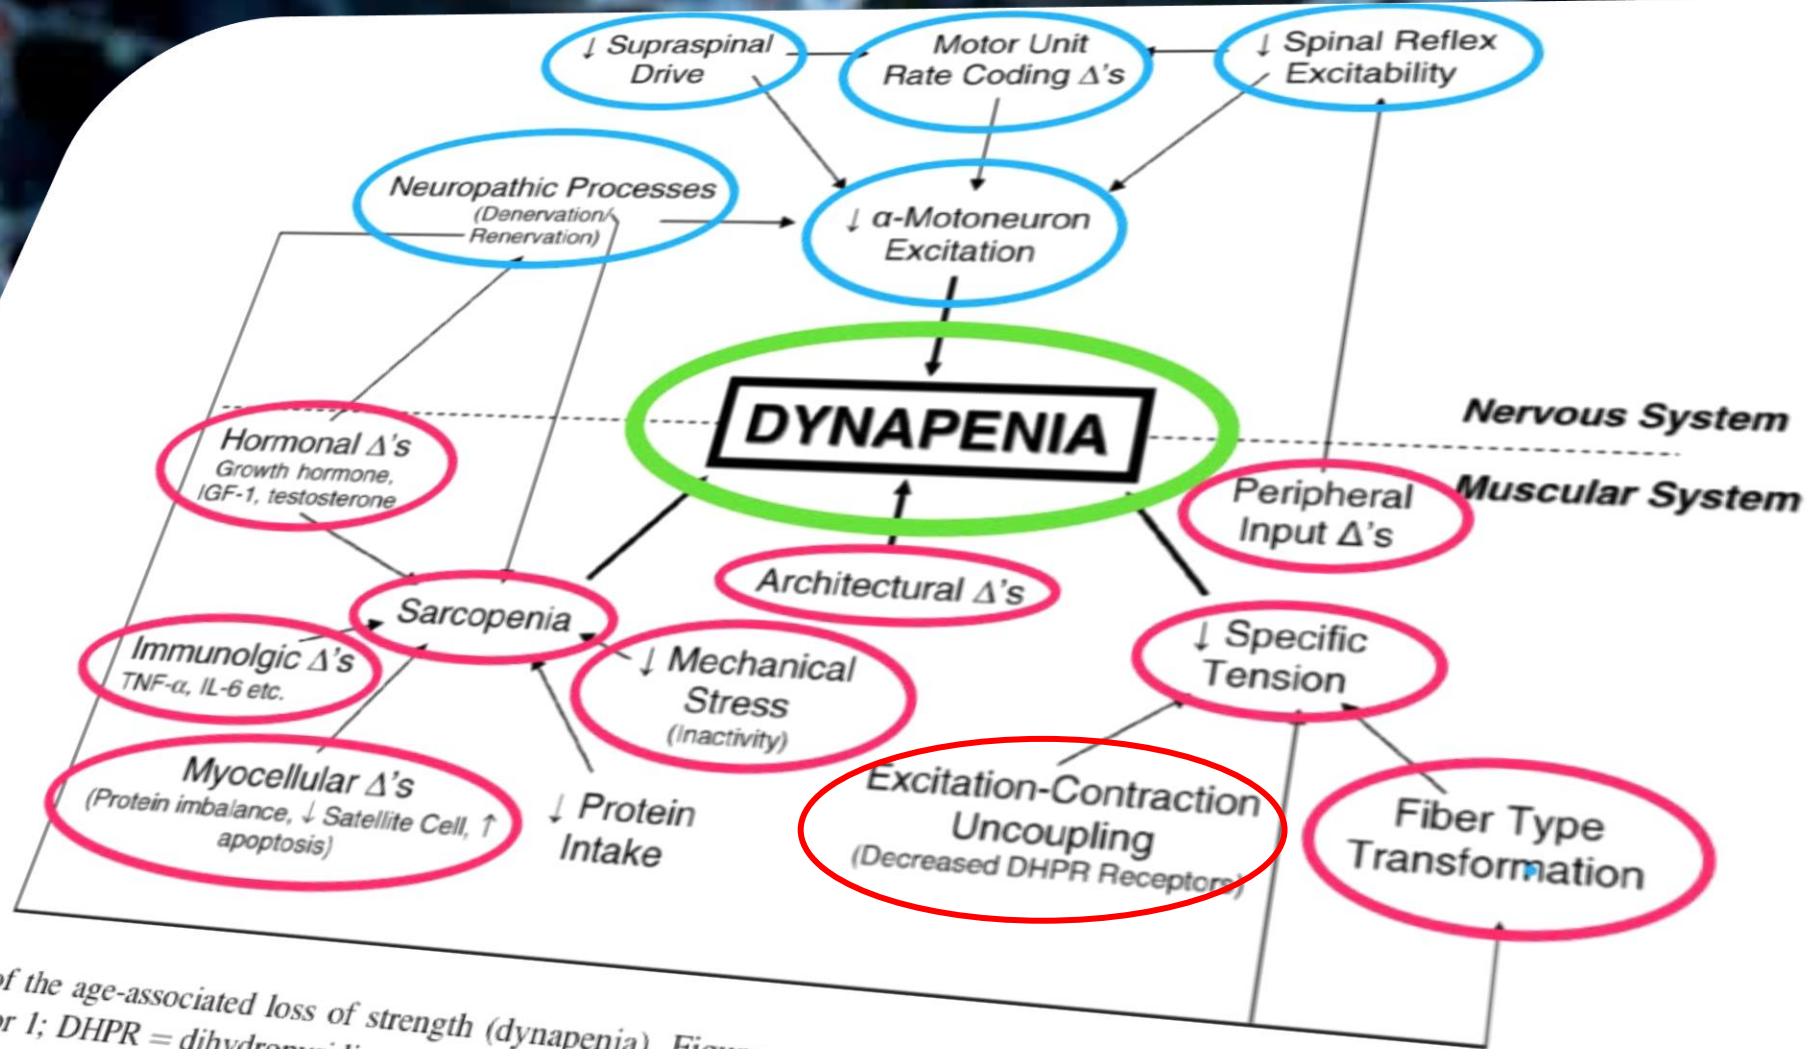 ↓ Supraspinal
Drive
Motor Unit
Rate Coding Δ's
↓ Spinal Reflex
Excitability
Neuropathic Processes
(Denervation/
Renervation)
↓ α-Motoneuron
Excitation
DYNAPENIA
Nervous System
Muscular System
Hormonal Δ's
Growth hormone,
IGF-1, testosterone
Peripheral
Input Δ's
Architectural Δ's
Sarcopenia
Immunolgic Δ's
TNF-α, IL-6 etc.
↓ Mechanical
Stress
(Inactivity)
↓ Specific
Tension
Myocellular Δ's
(Protein imbalance, ↓ Satellite Cell, ↑
apoptosis)
↓ Protein
Intake
Excitation-Contraction
Uncoupling
(Decreased DHPR Receptors)
Fiber Type
Transformation
of the age-associated loss of strength (dynapenia).
or 1; DHPR =